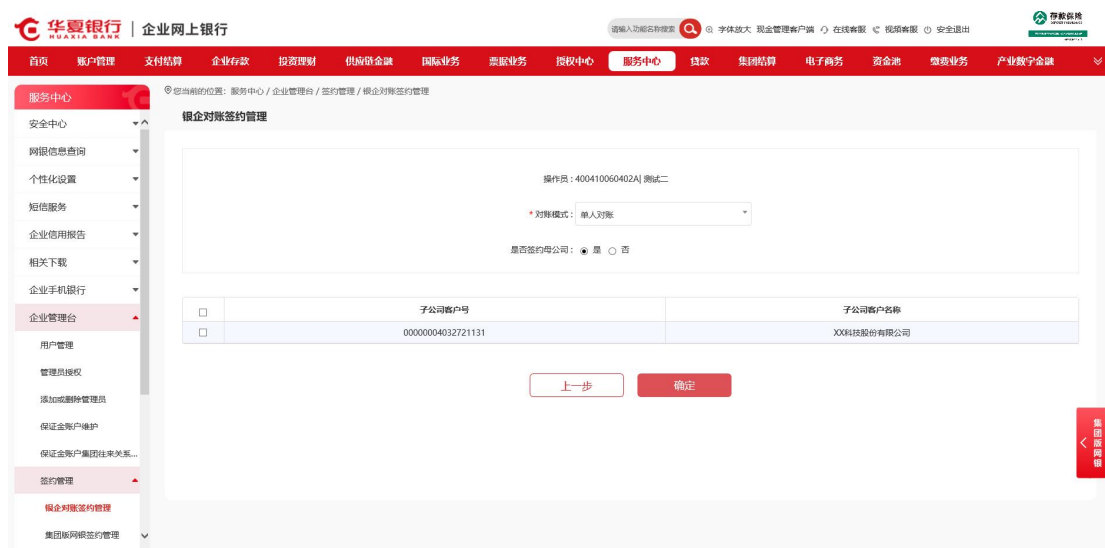 华夏银行 | 企业网上银行
HUAXIA BANK
请输入功能名称搜索 字体放大 现金管理客户端 在线客服 视频客服 安全退出
存款保险
首页 账户管理 支付结算 企业存款 投资理财 供应链金融 国际业务 票据业务 授权中心 服务中心 贷款 集团结算 电子商务 资金池 缴费业务 产业数字金融
服务中心
您当前的位置：服务中心 / 企业管理台 / 签约管理 / 银企对账签约管理
银企对账签约管理
安全中心
网银信息查询
个性化设置
短信服务
企业信用报告
相关下载
企业手机银行
企业管理台
用户管理
管理员授权
添加或删除管理员
保证金账户维护
保证金账户集团往来关系...
签约管理
银企对账签约管理
集团版网银签约管理
操作员：400410060402A| 测试二
* 对账模式： 单人对账
是否签约母公司： 是 否
子公司客户号 子公司客户名称
00000004032721131 XX科技股份有限公司
上一步 确定
集团版网银